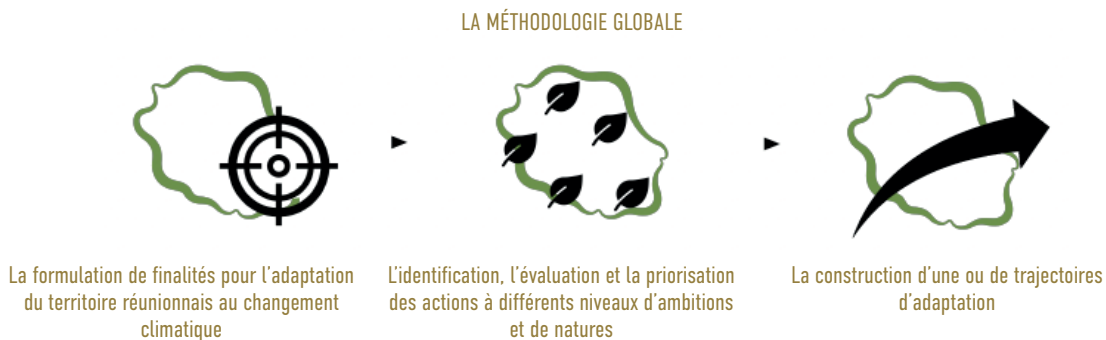 LA MÉTHODOLOGIE GLOBALE
La formulation de finalités pour l'adaptation
du territoire réunionnais au changement
climatique
L'identification, l'évaluation et la priorisation
des actions à différents niveaux d'ambitions
et de natures
La construction d'une ou de trajectoires
d'adaptation